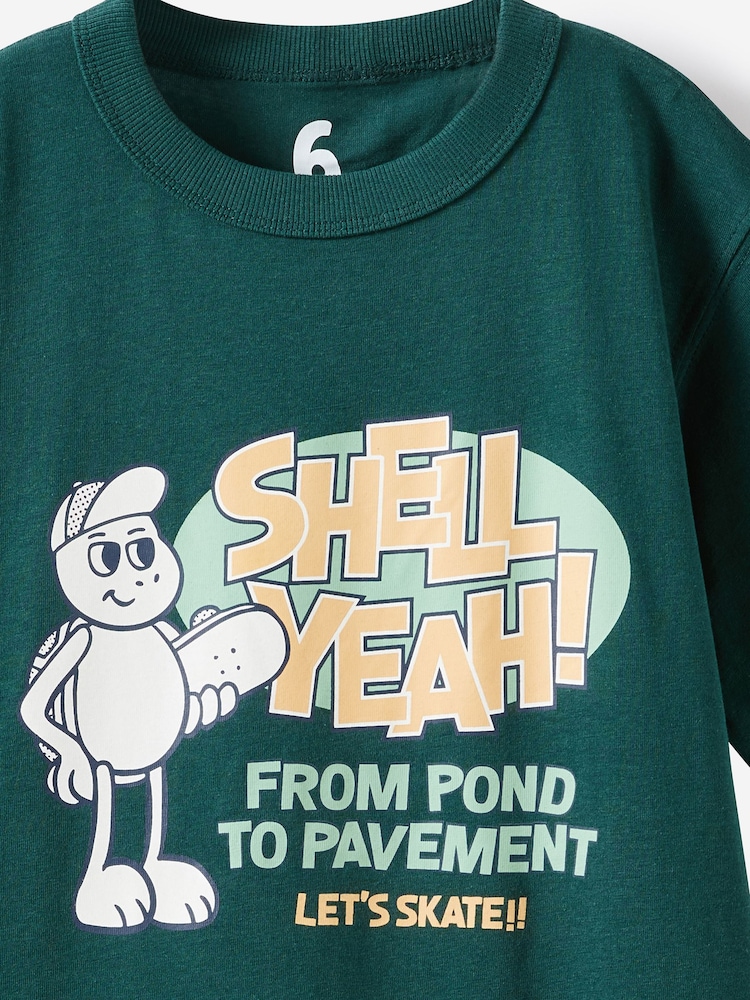 6
SHELL
YEAH!
FROM POND
TO PAVEMENT
LET'S SKATE!!